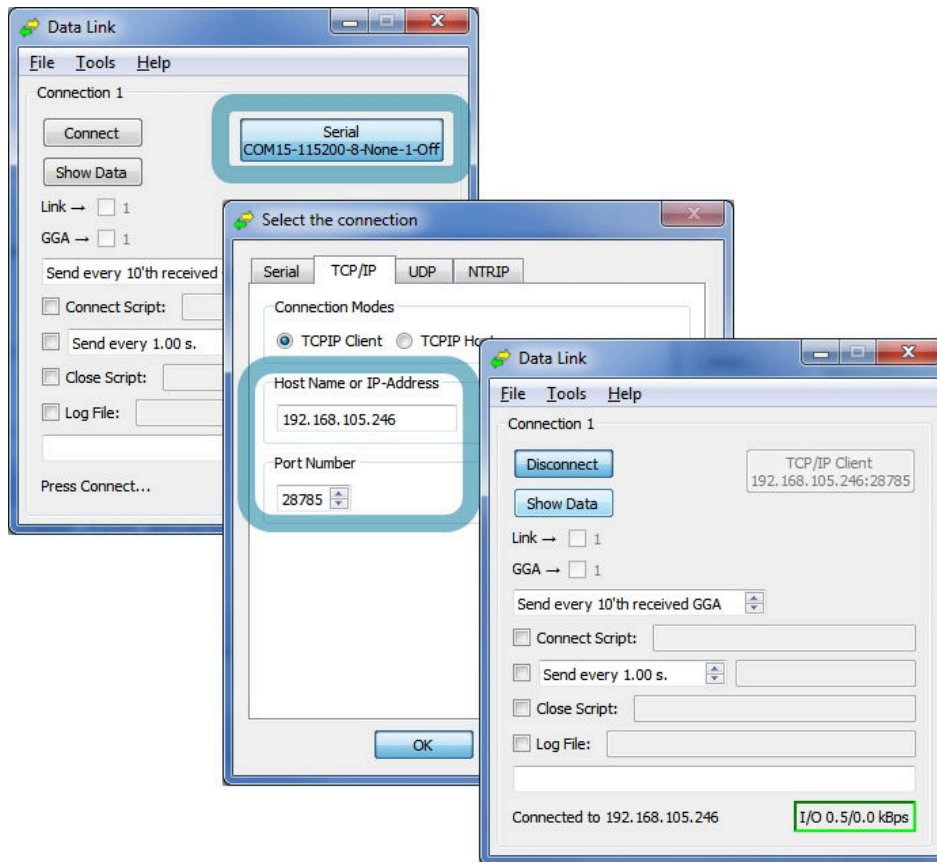 Data Link
File Tools Help
Connection 1
Connect
Serial
COM15-115200-8-None-1-Off
Show Data
Link → 1
GGA → 1
Send every 10'th received
Connect Script:
Send every 1.00 s.
Close Script:
Log File:
Press Connect...
Select the connection
Serial TCP/IP UDP NTRIP
Connection Modes
TCPIP Client TCPIP
Host Name or IP-Address
192.168.105.246
Port Number
28785
OK
Data Link
File Tools Help
Connection 1
Disconnect
TCP/IP Client
192.168.105.246:28785
Show Data
Link → 1
GGA → 1
Send every 10'th received GGA
Connect Script:
Send every 1.00 s.
Close Script:
Log File:
Connected to 192.168.105.246
I/O 0.5/0.0 kBps